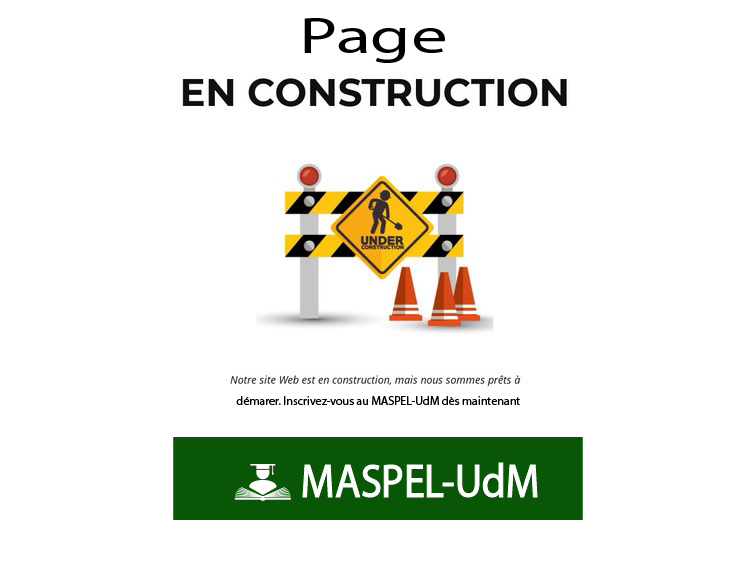 Page
EN CONSTRUCTION
UNDER
CONSTRUCTION
Notre site Web est en construction, mais nous sommes prêts à
démarer. Inscrivez-vous au MASPEL-UdM dès maintenant
MASPEL-UdM